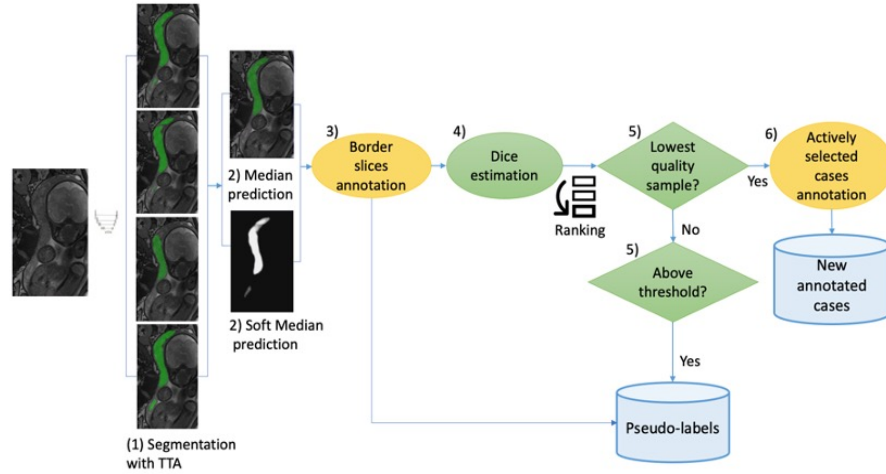 (1) Segmentation
with TTA
2) Median
prediction
2) Soft Median
prediction
3)
Border
slices
annotation
4)
Dice
estimation
Ranking
5)
Lowest
quality
sample?
Yes
No
5)
Above
threshold?
Yes
Pseudo-labels
6)
Actively
selected
cases
annotation
New
annotated
cases